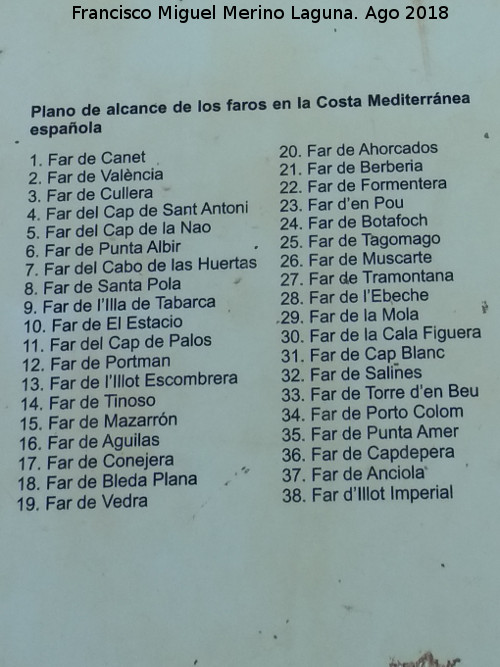 Francisco Miguel Merino Laguna. Ago 2018
Plano de alcance de los faros en la Costa Mediterránea
española
1. Far de Canet
2. Far de València
3. Far de Cullera
4. Far del Cap de Sant Antoni
5. Far del Cap de la Nao
6. Far de Punta Albir
7. Far del Cabo de las Huertas
8. Far de Santa Pola
9. Far de l'Illa de Tabarca
10. Far de El Estacio
11. Far del Cap de Palos
12. Far de Portman
13. Far de l'Illot Escombrera
14. Far de Tinoso
15. Far de Mazarrón
16. Far de Aguilas
17. Far de Conejera
18. Far de Bleda Plana
19. Far de Vedra
20. Far de Ahorcados
21. Far de Berberia
22. Far de Formentera
23. Far d'en Pou
24. Far de Botafoch
25. Far de Tagomago
26. Far de Muscarte
27. Far de Tramontana
28. Far de l'Ebeche
29. Far de la Mola
30. Far de la Cala Figuera
31. Far de Cap Blanc
32. Far de Salines
33. Far de Torre d'en Beu
34. Far de Porto Colom
35. Far de Punta Amer
36. Far de Capdepera
37. Far de Anciola
38. Far d'Illot Imperial